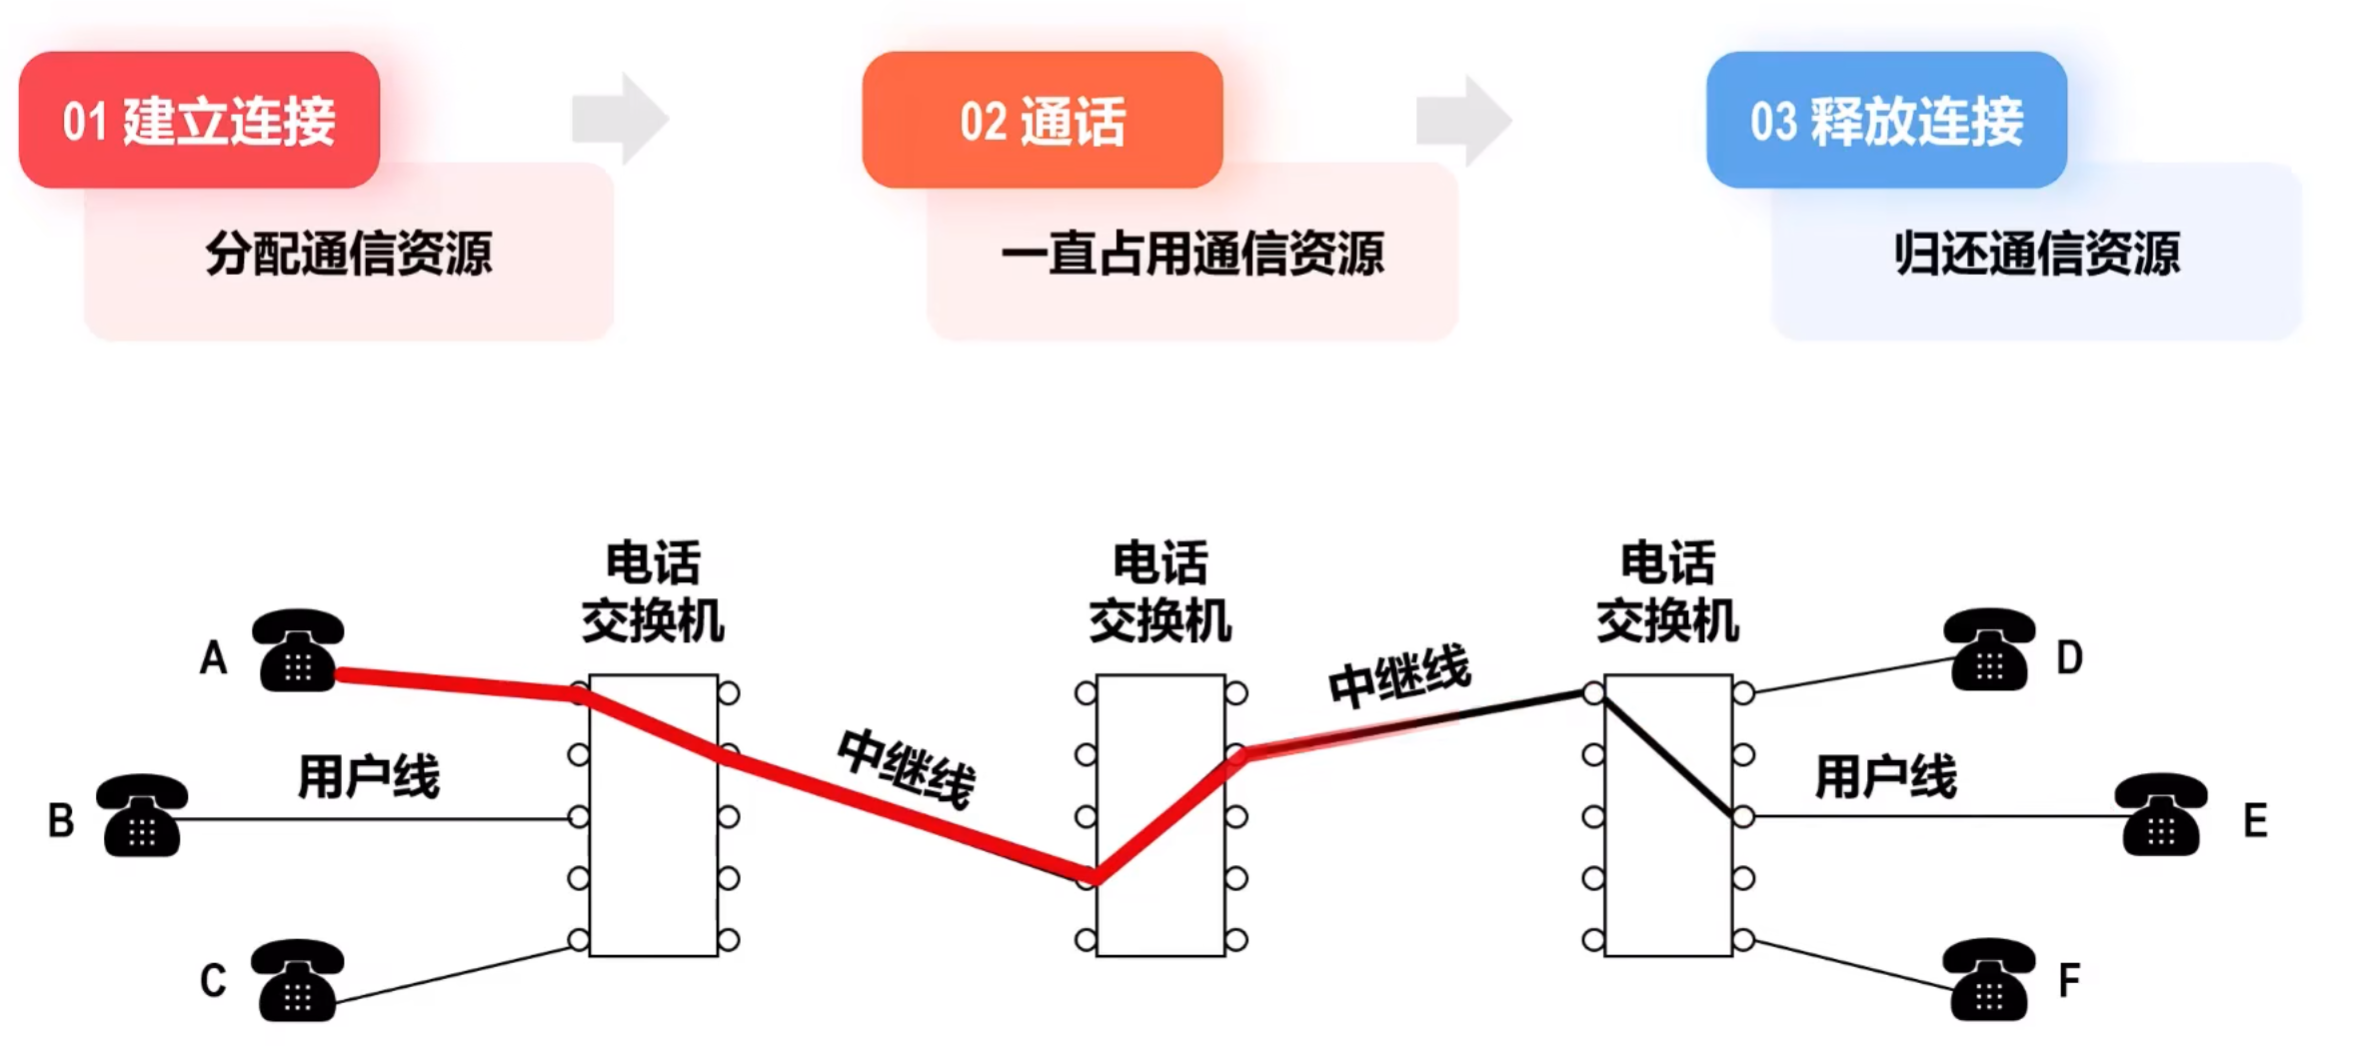 01 建立连接
02 通话
03 释放连接
分配通信资源
一直占用通信资源
归还通信资源
电话
交换机
电话
交换机
电话
交换机
A
D
中继线
中继线
用户线
用户线
B
E
C
F